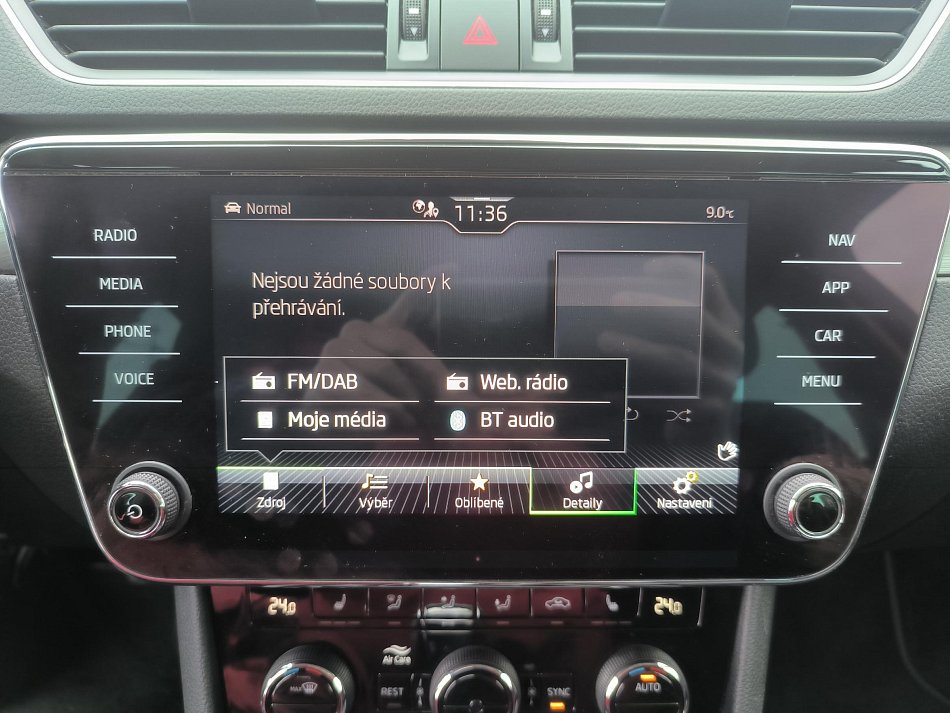 Normal
11:36
9.0°C
RADIO
MEDIA
PHONE
VOICE
NAV
APP
CAR
MENU
Nejsou žádné soubory k
přehrávání.
FM/DAB
Web. rádio
Moje média
BT audio
Zdroj
Výběr
Oblíbené
Detaily
Nastavení
24.0
24.0
Air Care
MAX
REST
SYNC
AUTO